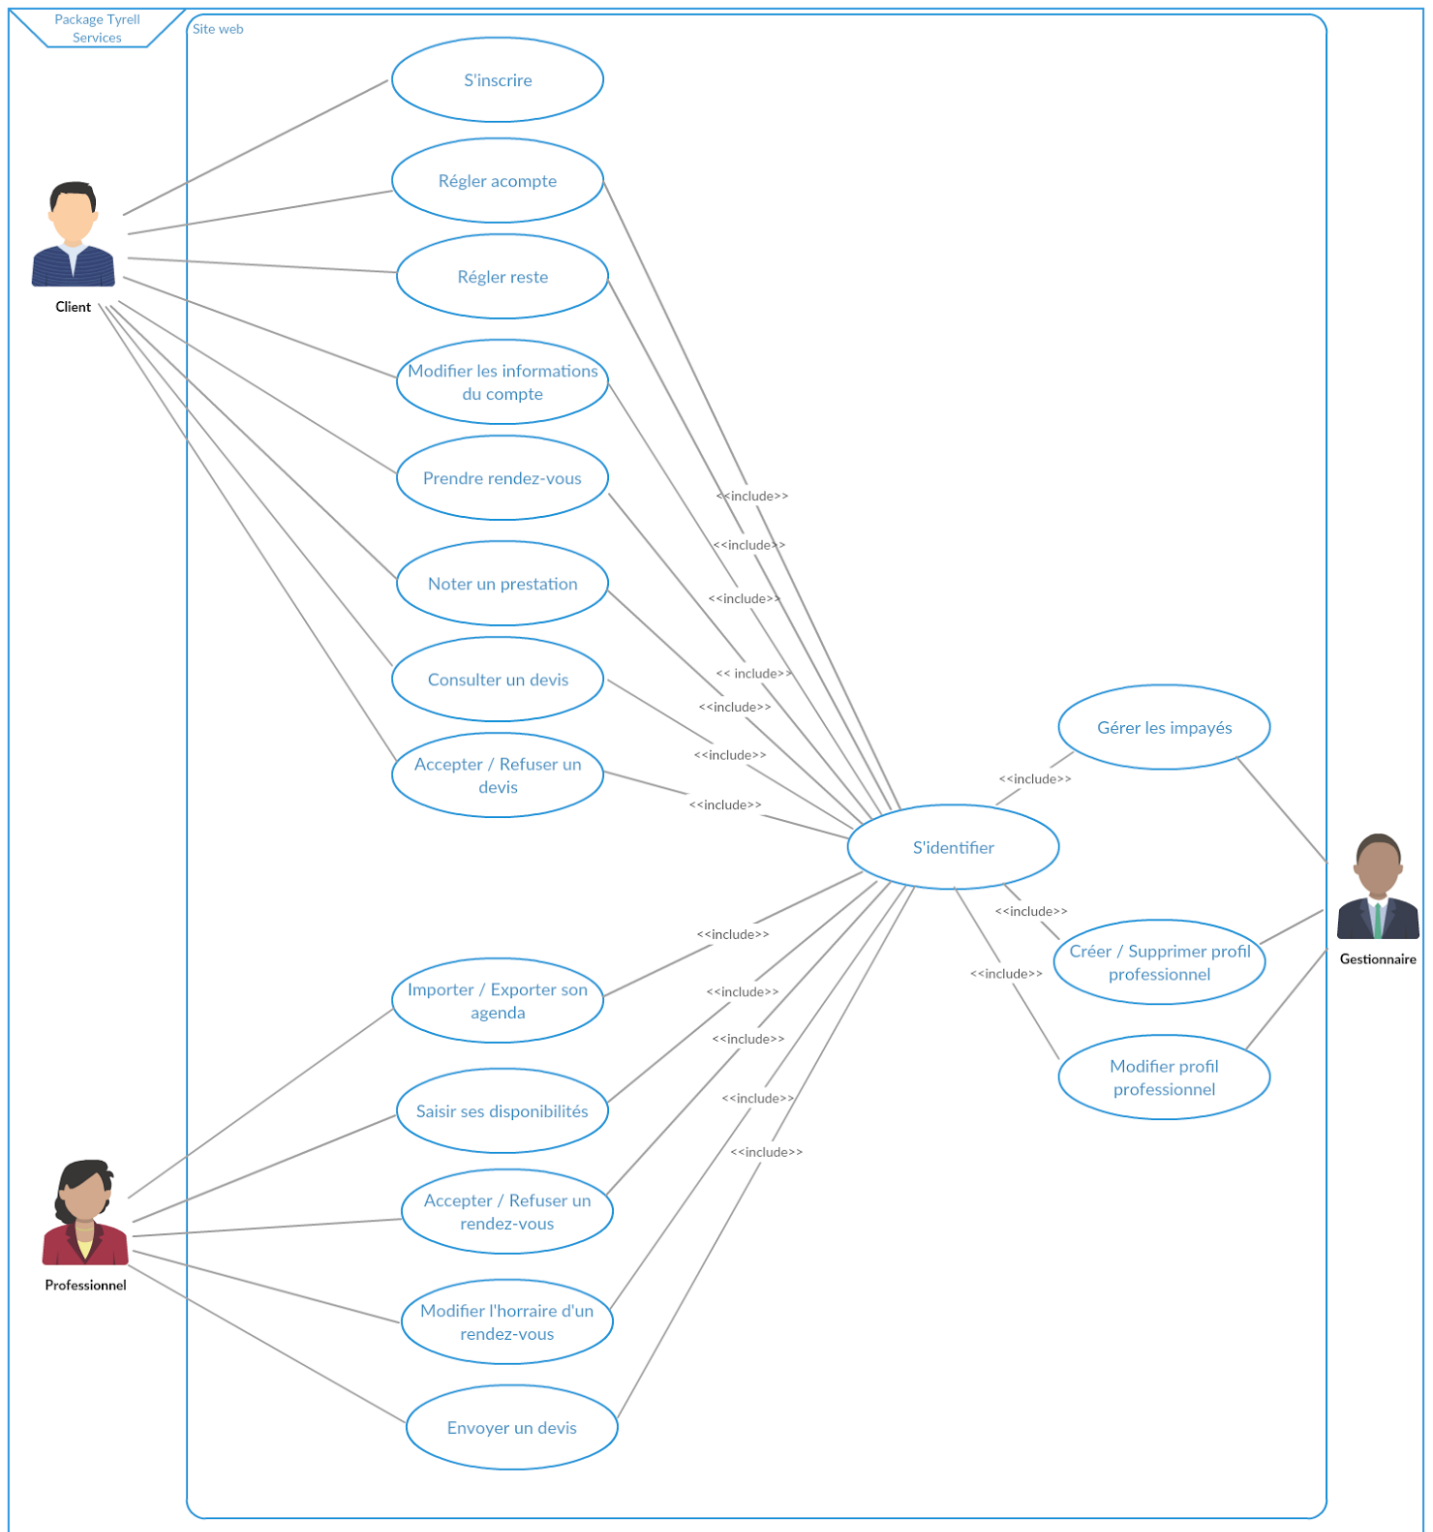 Package Tyrell
Services
Site web
S'inscrire
Régler acompte
Régler reste
Client
Modifier les informations
du compte
Prendre rendez-vous
<<include>>
<<include>>
Noter un prestation
<<include>>
Consulter un devis
<< include>>
<<include>>
Gérer les impayés
<<include>>
Accepter / Refuser un
devis
<<include>>
<<include>>
S'identifier
<<include>>
<<include>>
Créer / Supprimer profil
professionnel
Gestionnaire
<<include>>
Importer / Exporter son
agenda
<<include>>
<<include>>
Modifier profil
professionnel
<<include>>
Saisir ses disponibilités
<<include>>
Accepter / Refuser un
rendez-vous
Professionnel
Modifier l'horraire d'un
rendez-vous
Envoyer un devis